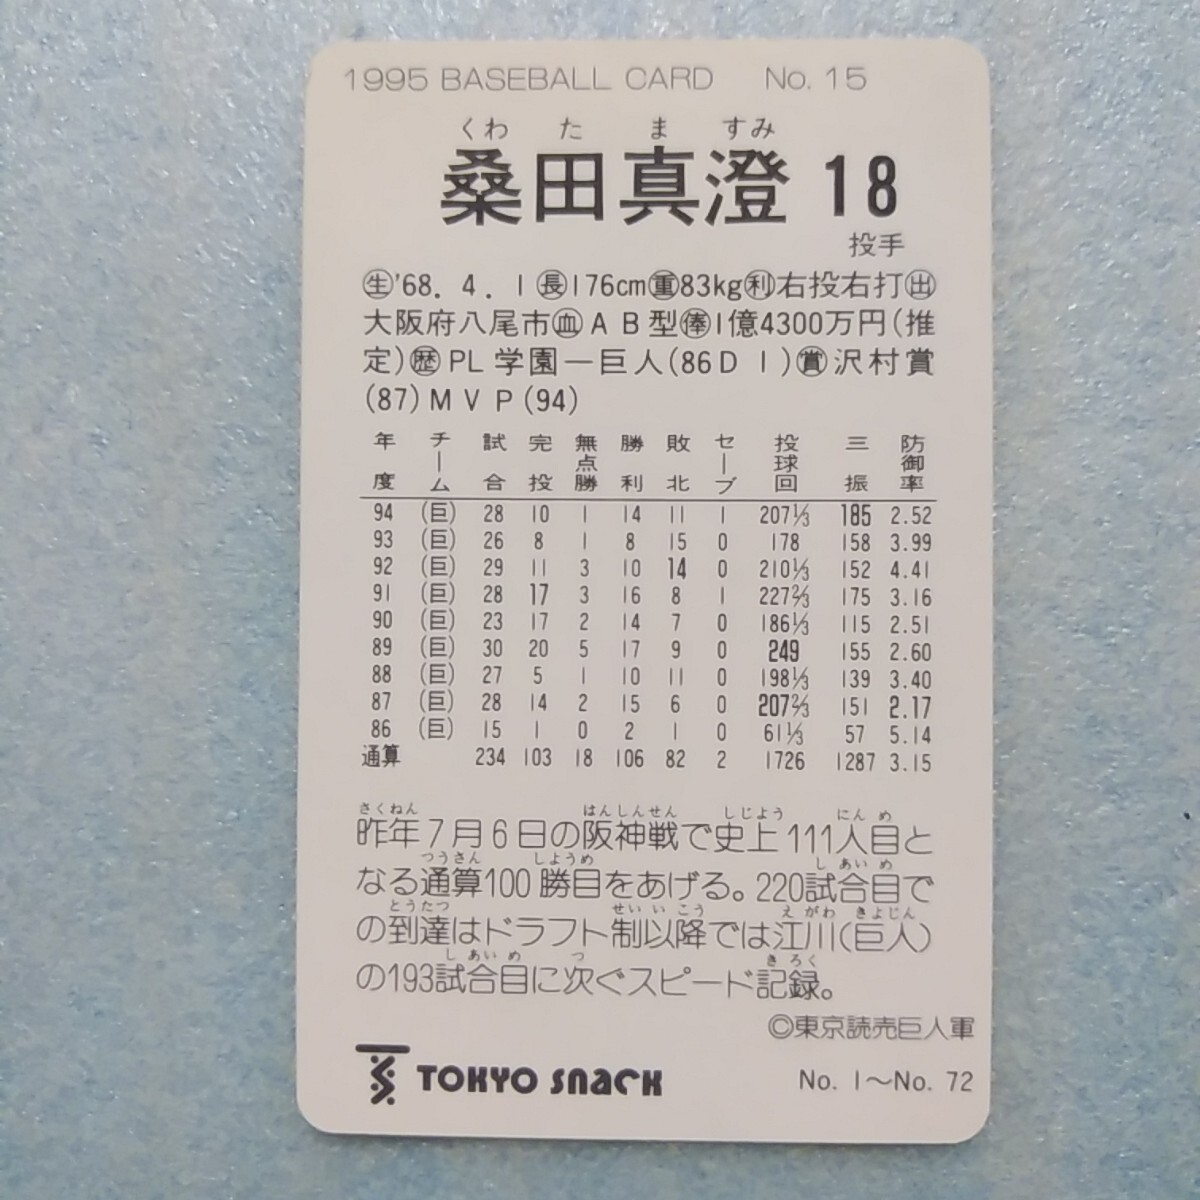 1995 BASEBALL CARD No. 15
くわ た ま すみ
桑田真澄 18
投手
㊤'68. 4. 1㊥176cm㊥83kg㊥右投右打㊥
大阪府八尾市㊥AB型㊥1億4300万円(推
定)㊥PL学園―巨人(86D1)㊥沢村賞
(87)MVP(94)
年度 チーム 試合 完投 無点勝 勝利 敗北 セーブ 投球回 三振 防御率
94 (巨) 28 10 1 14 11 1 207⅓ 185 2.52
93 (巨) 26 8 1 8 15 0 178 158 3.99
92 (巨) 29 11 3 10 14 0 210⅓ 152 4.41
91 (巨) 28 17 3 16 8 1 227⅔ 175 3.16
90 (巨) 23 17 2 14 7 0 186⅓ 115 2.51
89 (巨) 30 20 5 17 9 0 249 155 2.60
88 (巨) 27 5 1 10 11 0 198⅓ 139 3.40
87 (巨) 28 14 2 15 6 0 207⅔ 151 2.17
86 (巨) 15 1 0 2 1 0 61⅓ 57 5.14
通算 234 103 18 106 82 2 1726 1287 3.15
さくねん はんしんせん しじよう にん め
昨年7月6日の阪神戦で史上111人目と
つうさん しようめ し あい め
なる通算100勝目をあげる。220試合目で
とうたつ せい い こう え がわ きよじん
の到達はドラフト制以降では江川(巨人)
し あい め つ き ろく
の193試合目に次ぐスピード記録。
©東京読売巨人軍
TS TOKYO SNACK No. 1～No. 72